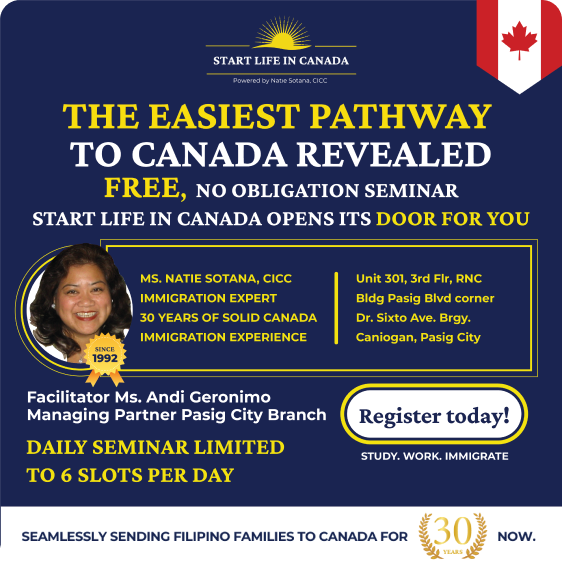 START LIFE IN CANADA
Powered by Natie Sotana, CICC
THE EASIEST PATHWAY
TO CANADA REVEALED
FREE, NO OBLIGATION SEMINAR
START LIFE IN CANADA OPENS ITS DOOR FOR YOU
MS. NATIE SOTANA, CICC
IMMIGRATION EXPERT
30 YEARS OF SOLID CANADA
IMMIGRATION EXPERIENCE
Unit 301, 3rd Flr, RNC
Bldg Pasig Blvd corner
Dr. Sixto Ave. Brgy.
Caniogan, Pasig City
SINCE
1992
Facilitator Ms. Andi Geronimo
Managing Partner Pasig City Branch
Register today!
DAILY SEMINAR LIMITED
TO 6 SLOTS PER DAY
STUDY. WORK. IMMIGRATE
SEAMLESSLY SENDING FILIPINO FAMILIES TO CANADA FOR 30 YEARS NOW.